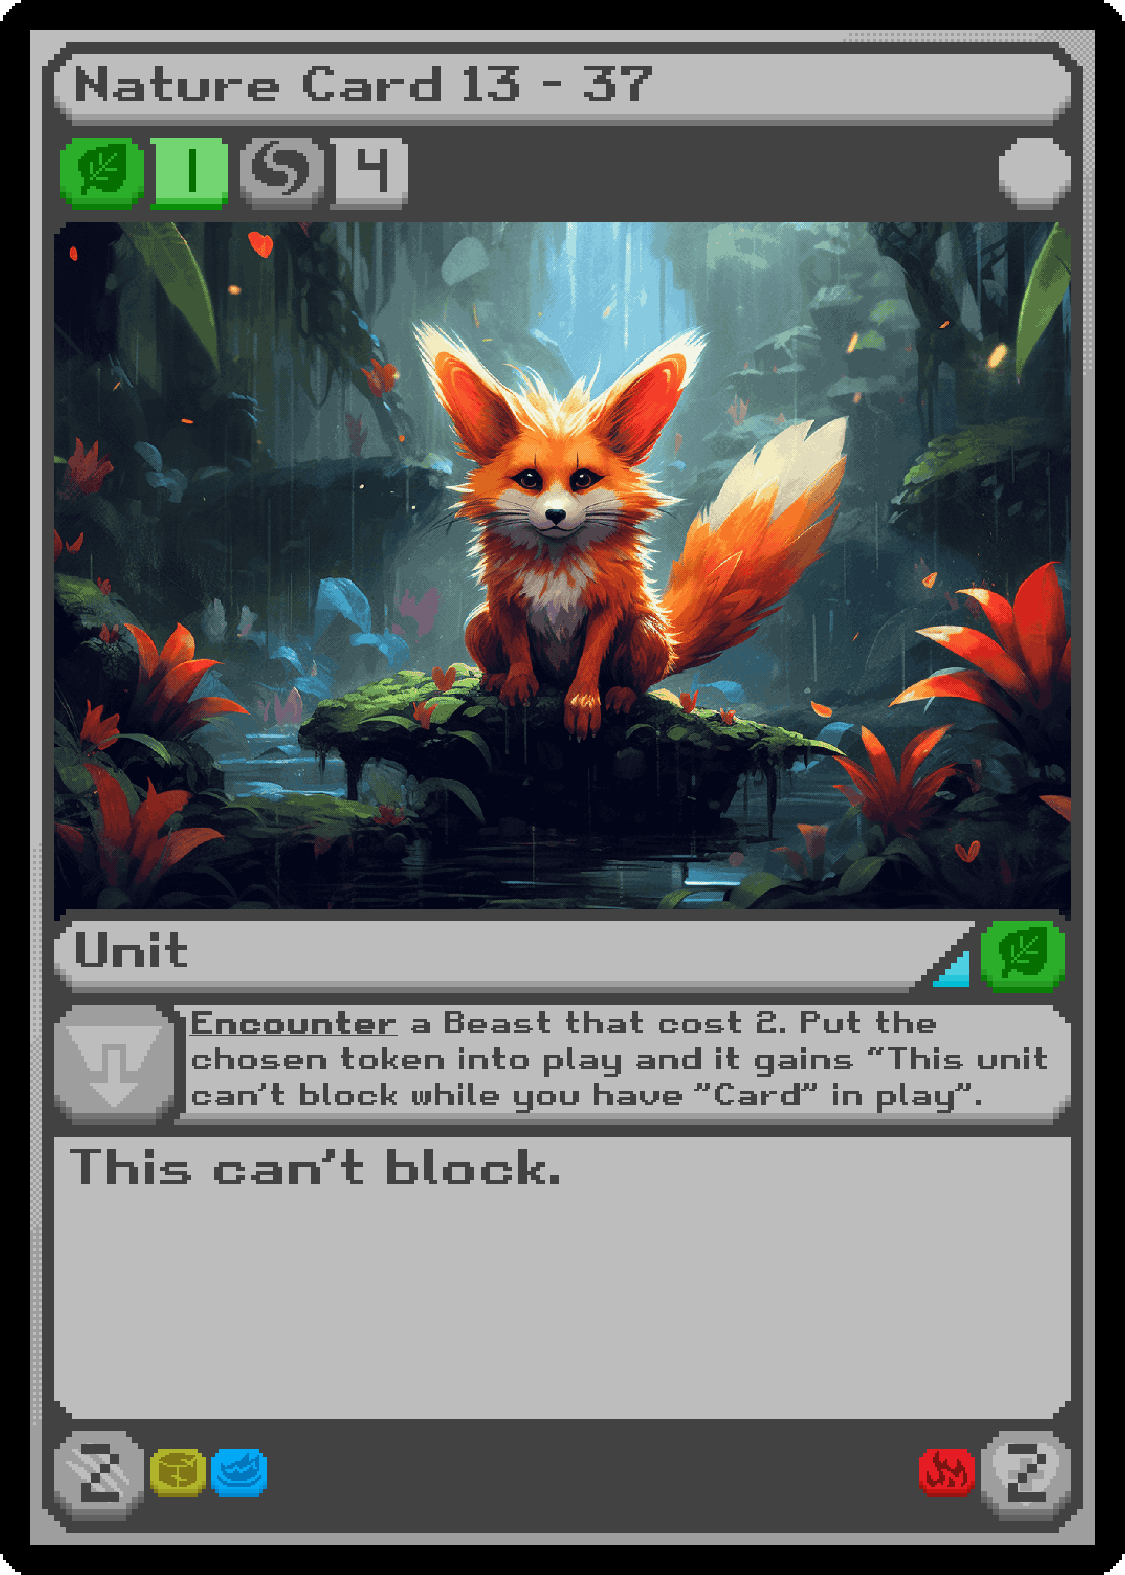 Nature Card 13 - 37
1 4
Unit
Encounter a Beast that cost 2. Put the
chosen token into play and it gains "This unit
can't block while you have "Card" in play".
This can't block.
2 2